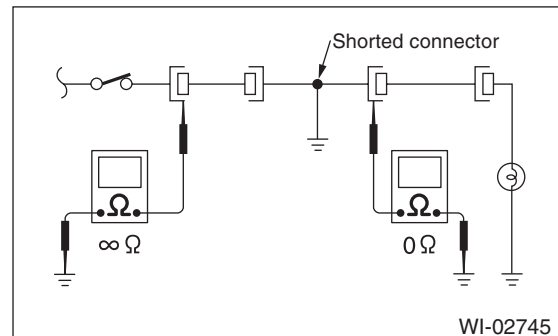 Shorted connector
Ω
∞ Ω
Ω
0 Ω
WI-02745